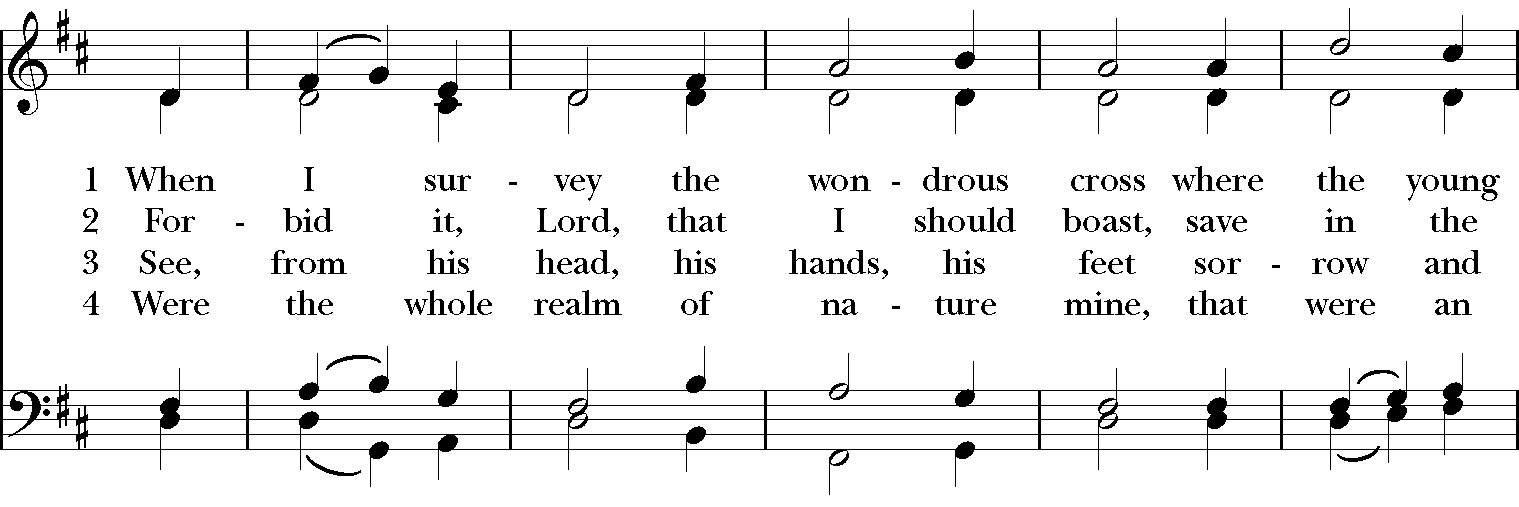 1 When I sur - vey the won - drous cross where the young
2 For - bid it, Lord, that I should boast, save in the
3 See, from his head, his hands, his feet sor - row and
4 Were the whole realm of na - ture mine, that were an